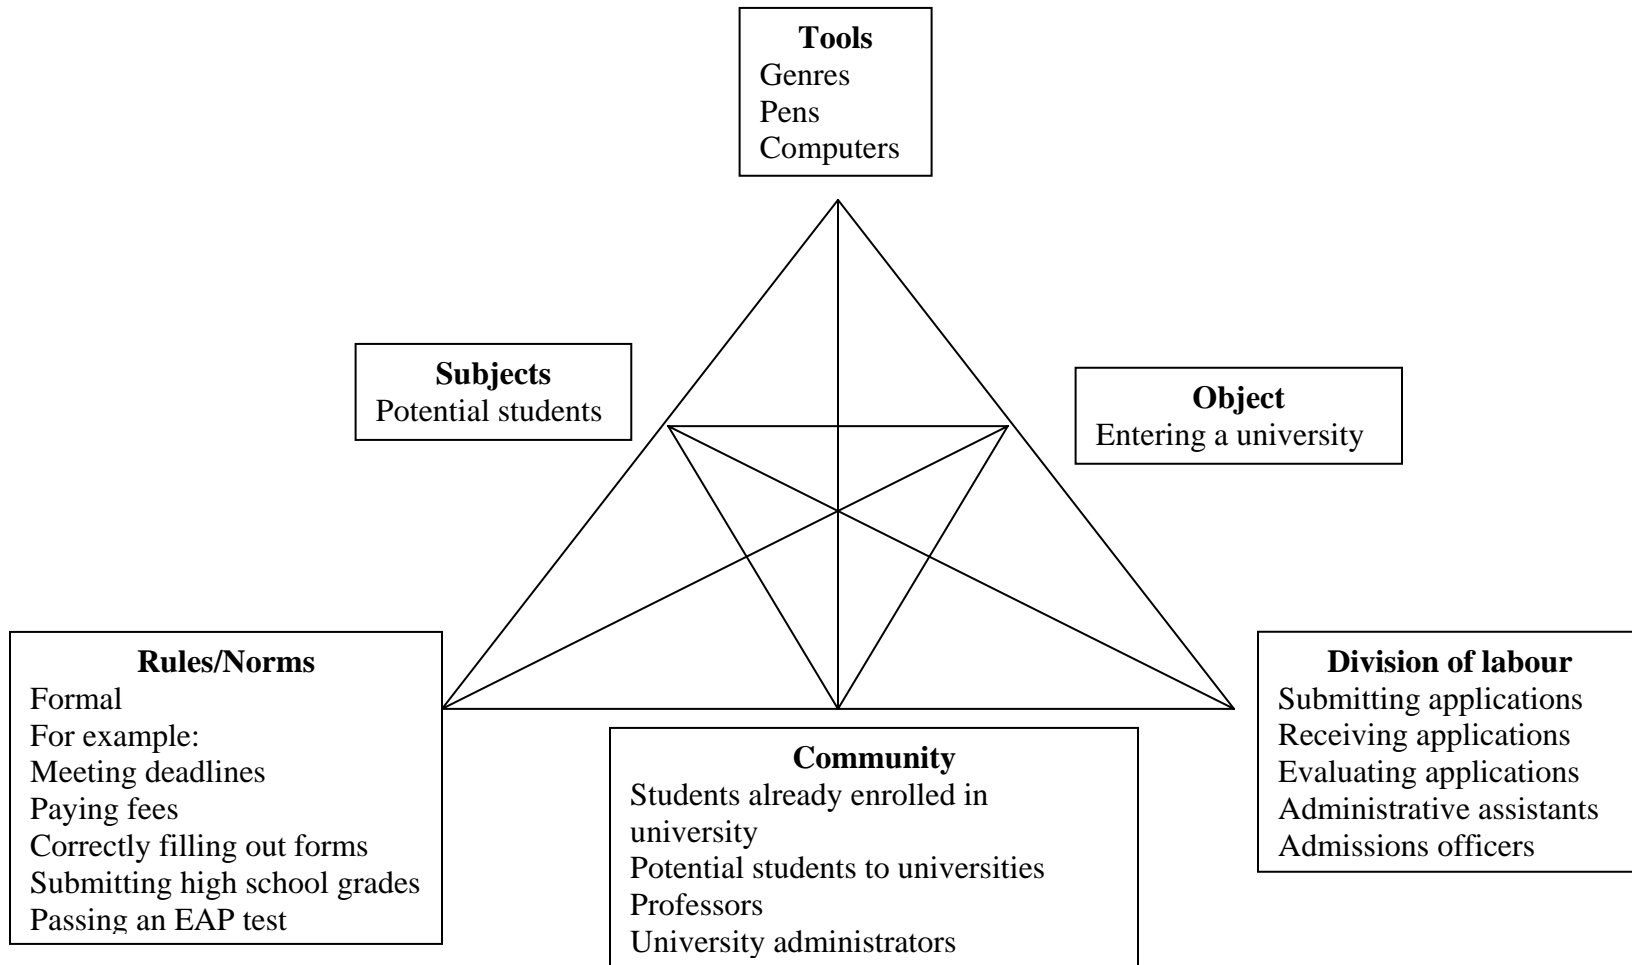 Tools
Genres
Pens
Computers
Subjects
Potential students
Object
Entering a university
Rules/Norms
Formal
For example:
Meeting deadlines
Paying fees
Correctly filling out forms
Submitting high school grades
Passing an EAP test
Community
Students already enrolled in
university
Potential students to universities
Professors
University administrators
Division of labour
Submitting applications
Receiving applications
Evaluating applications
Administrative assistants
Admissions officers